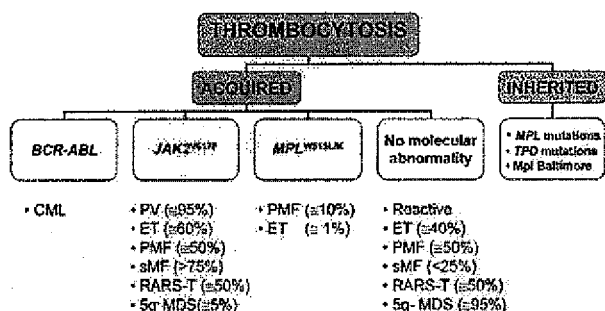 THROMBOCYTOSIS
ACQUIRED
INHERITED
BCR-ABL
JAK2V617F
MPLW515L/K
No molecular
abnormality
• MPL mutations
• TPO mutations
• Mpl Baltimore
• CML
• PV (≅95%)
• ET (≅60%)
• PMF (≅50%)
• sMF (>75%)
• RARS-T (≅50%)
• 5q- MDS(≅5%)
• PMF (≅10%)
• ET (≅ 1%)
• Reactive
• ET (≅40%)
• PMF (≅50%)
• sMF (<25%)
• RARS-T (≅50%)
• 5q- MDS (≅95%)